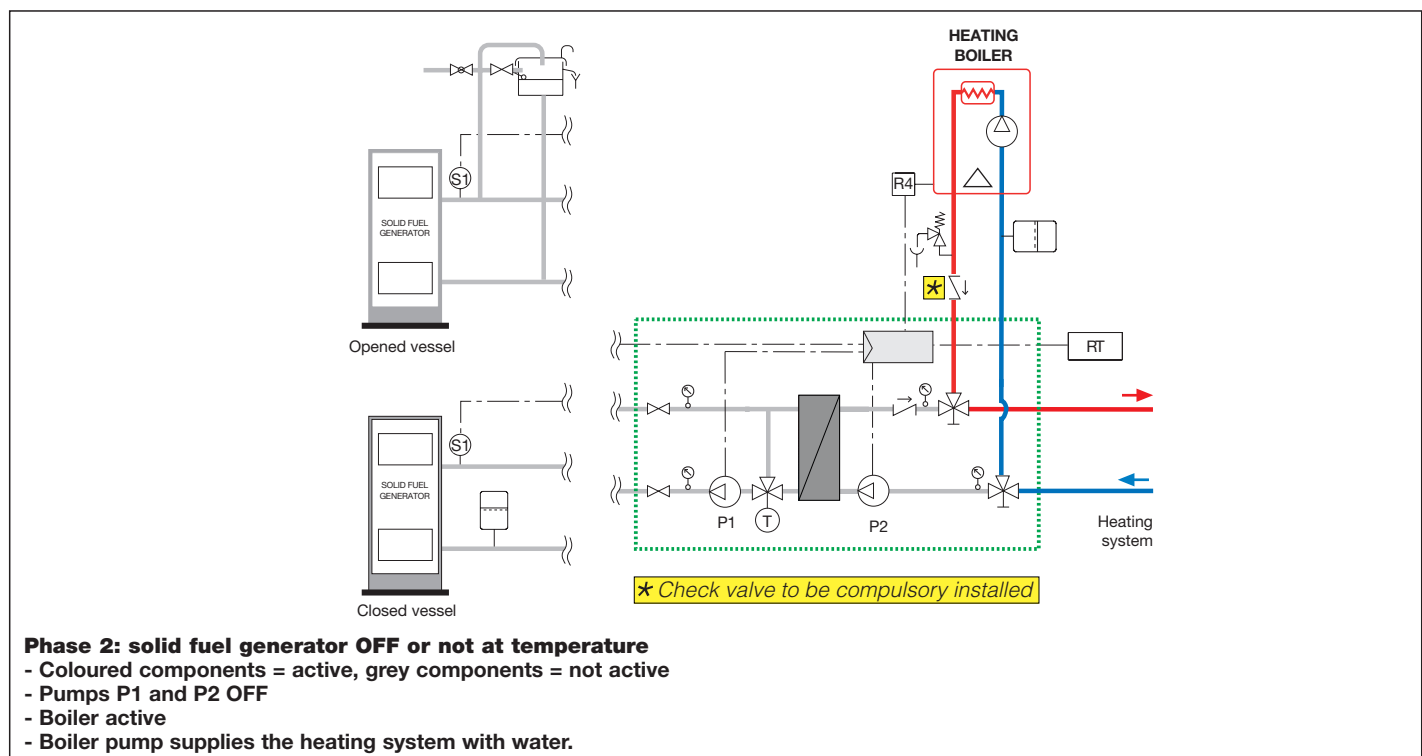 HEATING
BOILER
S1
SOLID FUEL
GENERATOR
R4
*
Opened vessel
RT
S1
SOLID FUEL
GENERATOR
P1
T
P2
Heating
system
Closed vessel
* Check valve to be compulsory installed
Phase 2: solid fuel generator OFF or not at temperature
- Coloured components = active, grey components = not active
- Pumps P1 and P2 OFF
- Boiler active
- Boiler pump supplies the heating system with water.